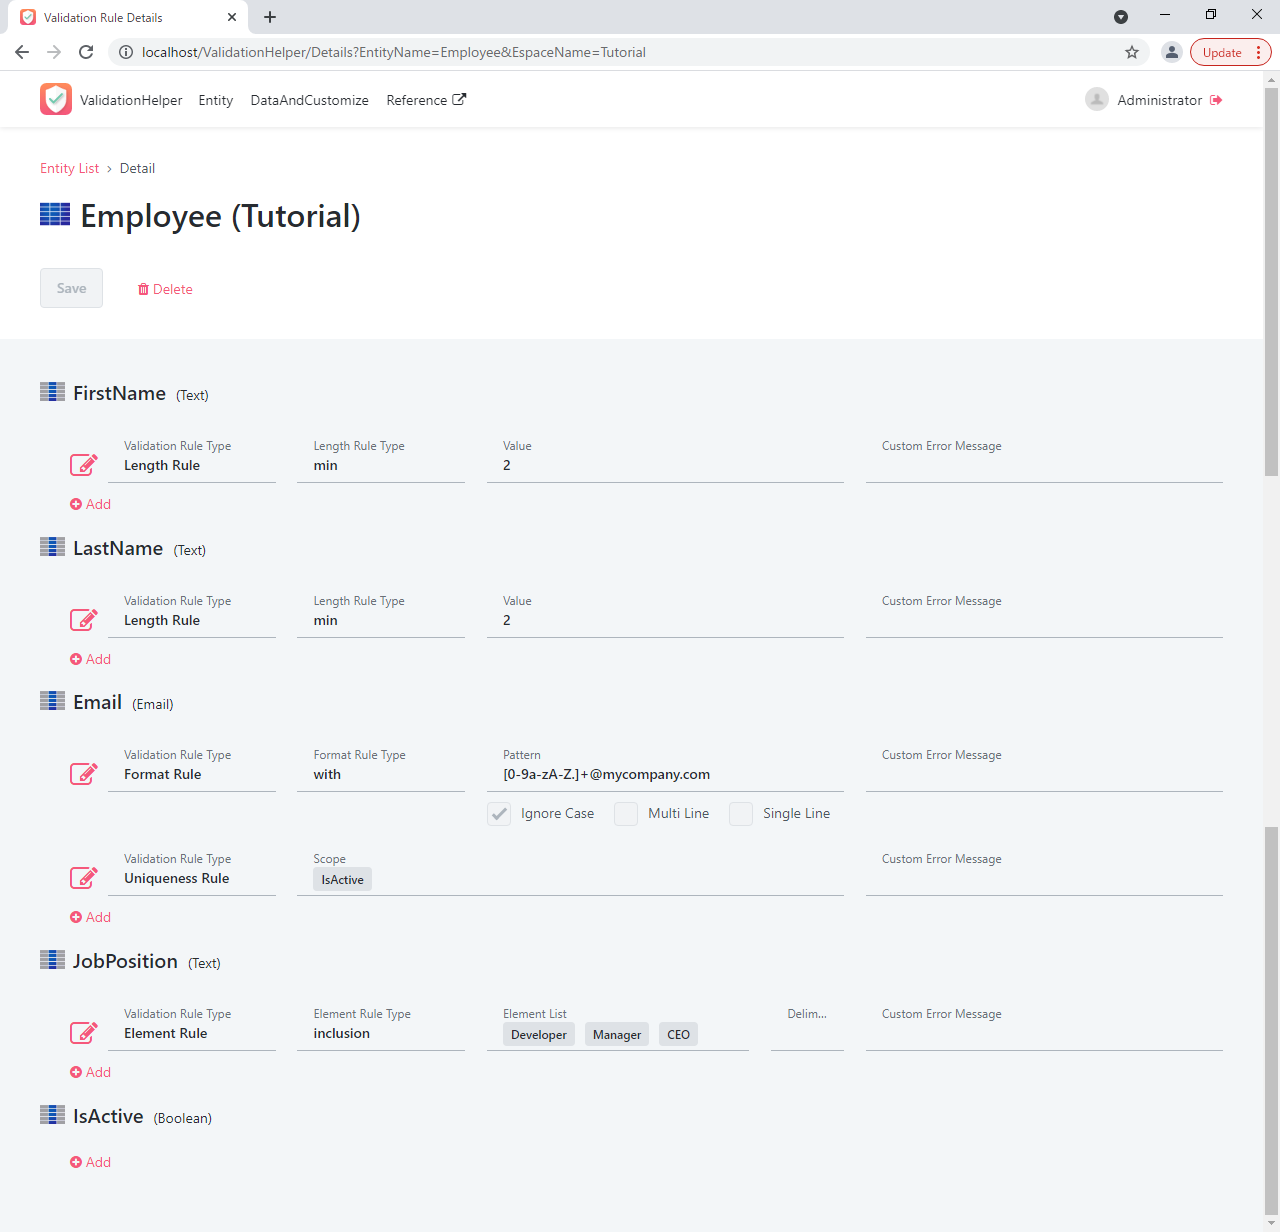 Validation Rule Details
localhost/ValidationHelper/Details?EntityName=Employee&EspaceName=Tutorial
Update
ValidationHelper Entity DataAndCustomize Reference Administrator
Entity List > Detail
Employee (Tutorial)
Save Delete
FirstName (Text)
Validation Rule Type Length Rule Type Value Custom Error Message
Length Rule min 2
Add
LastName (Text)
Validation Rule Type Length Rule Type Value Custom Error Message
Length Rule min 2
Add
Email (Email)
Validation Rule Type Format Rule Type Pattern Custom Error Message
Format Rule with [0-9a-zA-Z.]+@mycompany.com
Ignore Case Multi Line Single Line
Validation Rule Type Scope Custom Error Message
Uniqueness Rule IsActive
Add
JobPosition (Text)
Validation Rule Type Element Rule Type Element List Delim... Custom Error Message
Element Rule inclusion Developer Manager CEO
Add
IsActive (Boolean)
Add